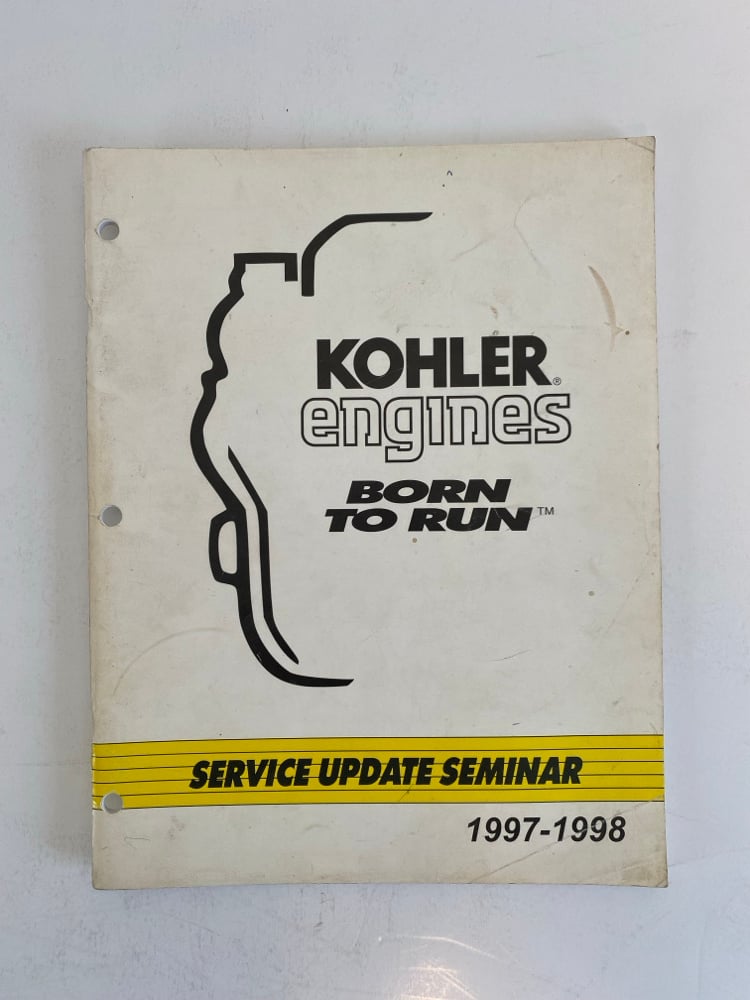 KOHLER®
engines
BORN
TO RUN™
SERVICE UPDATE SEMINAR
1997-1998